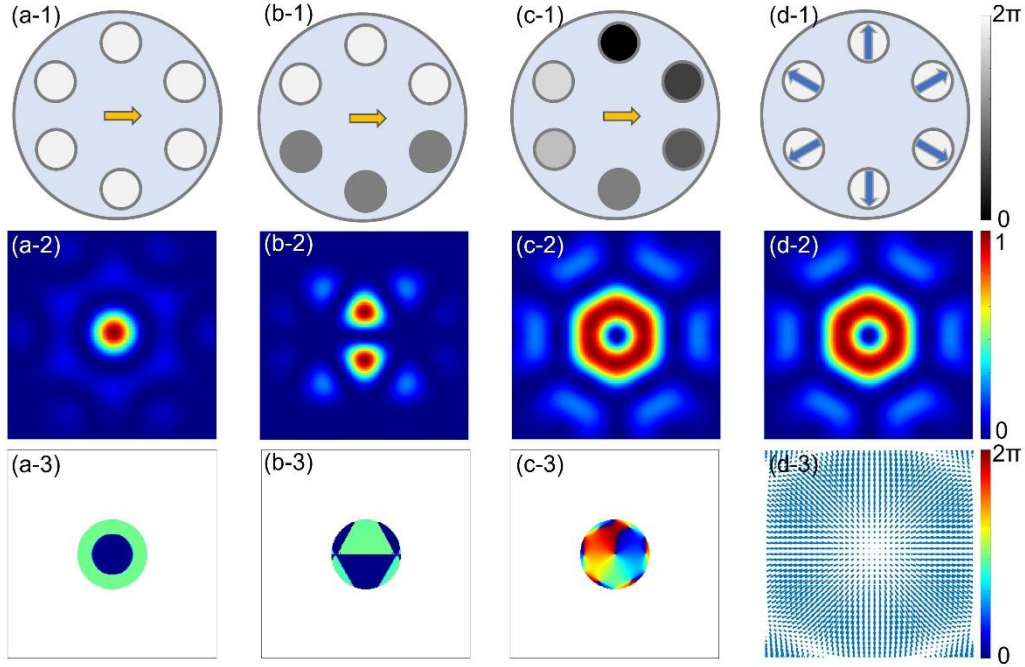 (a-1) (b-1) (c-1) (d-1) 2π
0
(a-2) (b-2) (c-2) (d-2) 1
0
(a-3) (b-3) (c-3) (d-3) 2π
0